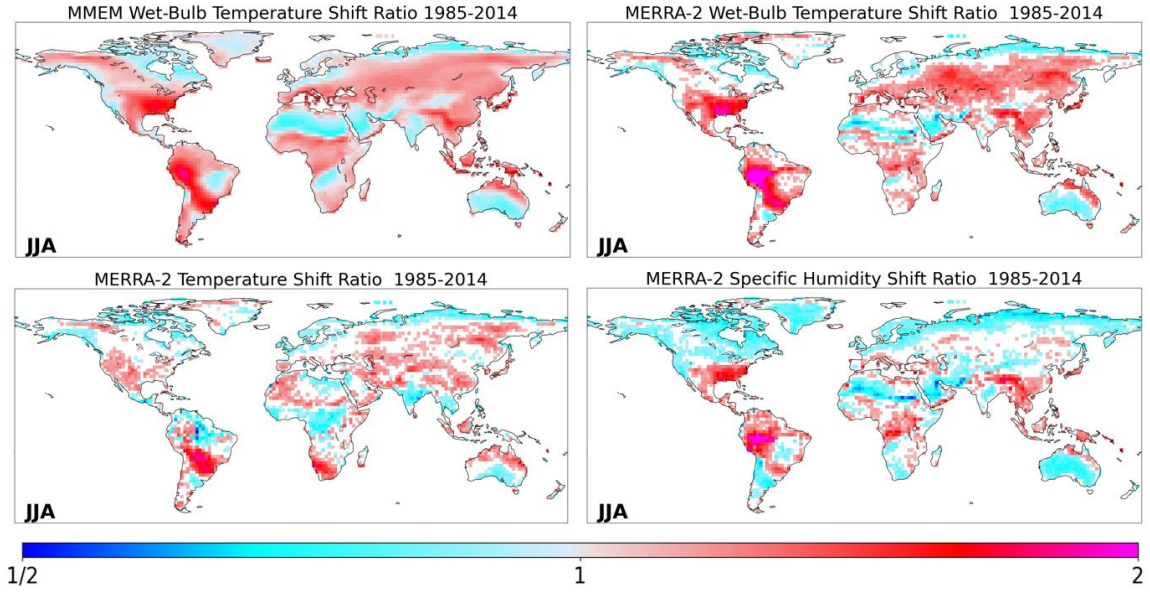 MMEM Wet-Bulb Temperature Shift Ratio 1985-2014
MERRA-2 Wet-Bulb Temperature Shift Ratio 1985-2014
JJA
JJA
MERRA-2 Temperature Shift Ratio 1985-2014
MERRA-2 Specific Humidity Shift Ratio 1985-2014
JJA
JJA
1/2
1
2